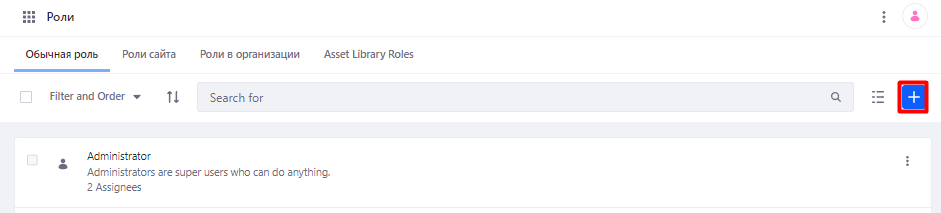 Роли
Обычная роль Роли сайта Роли в организации Asset Library Roles
Filter and Order Search for
Administrator
Administrators are super users who can do anything.
2 Assignees